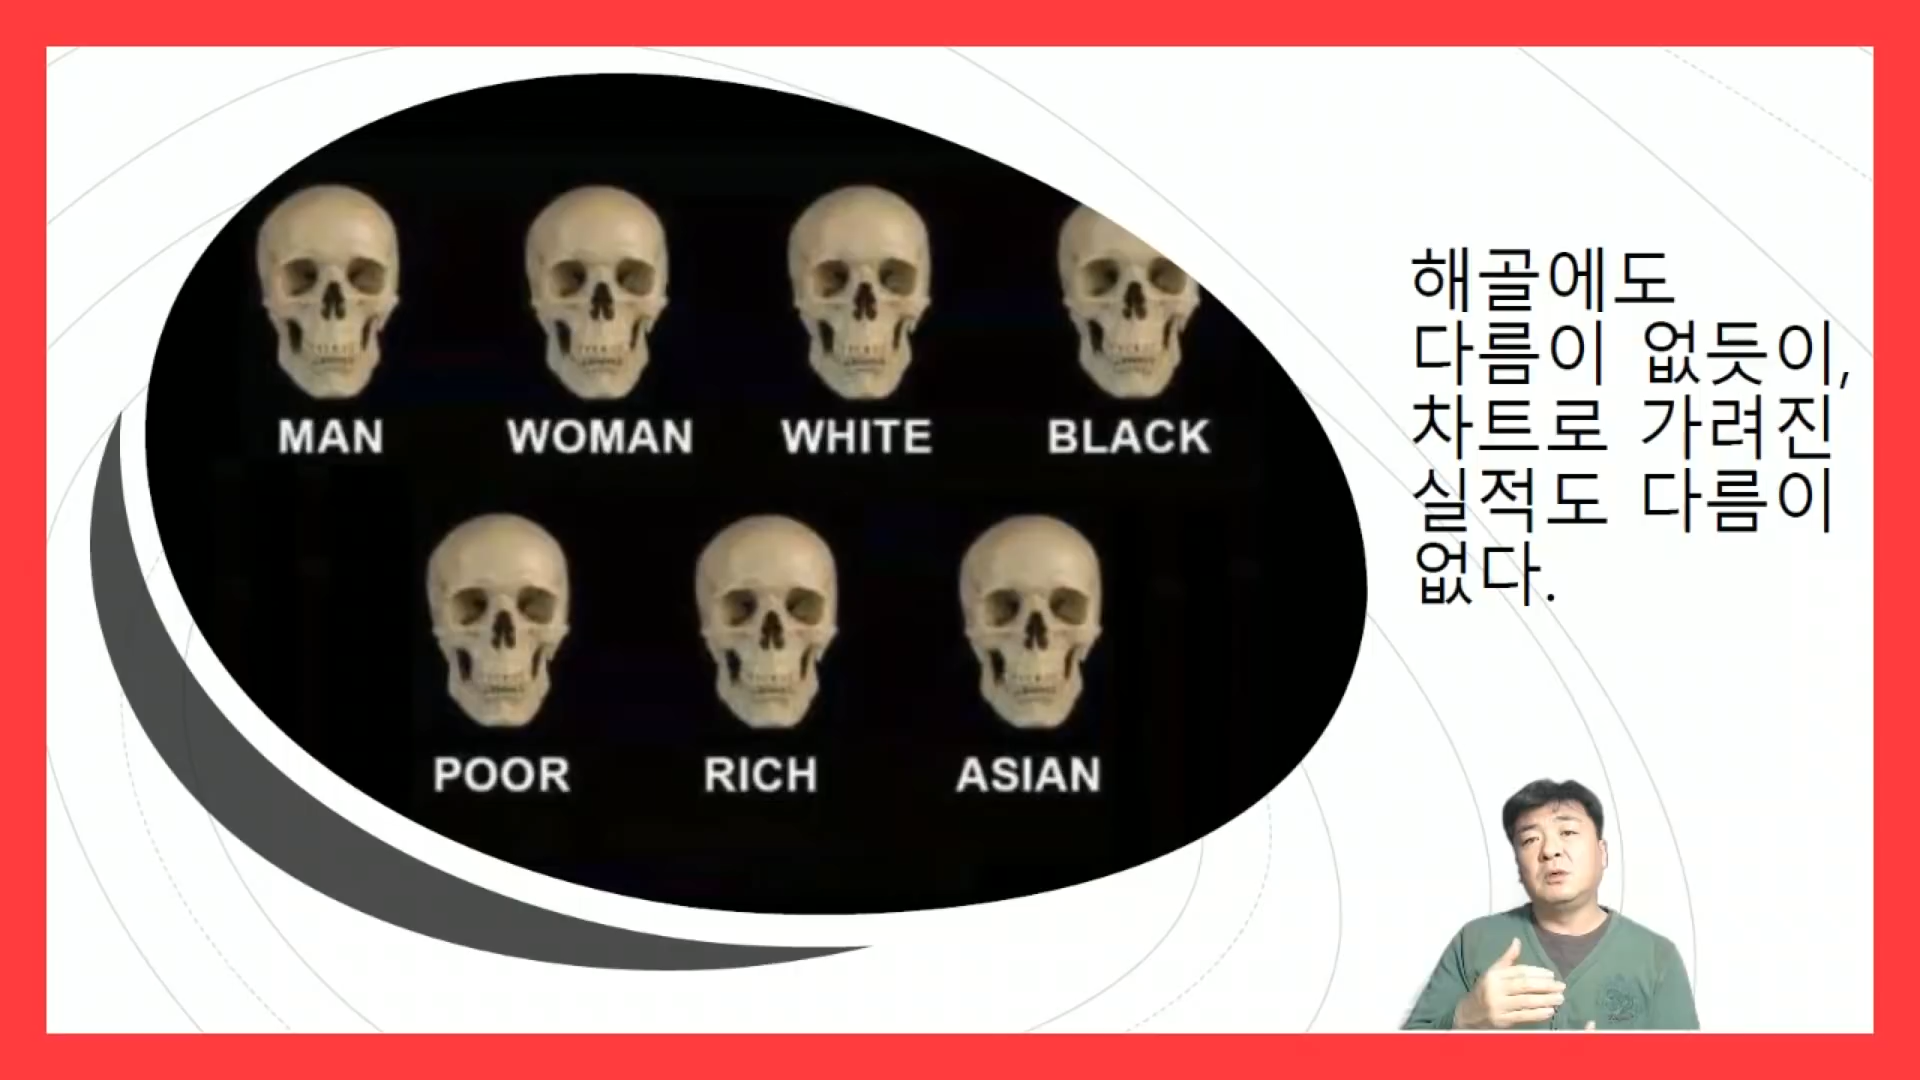 MAN WOMAN WHITE BLACK
POOR RICH ASIAN
해골에도
다름이 없듯이,
차트로 가려진
실적도 다름이
없다.